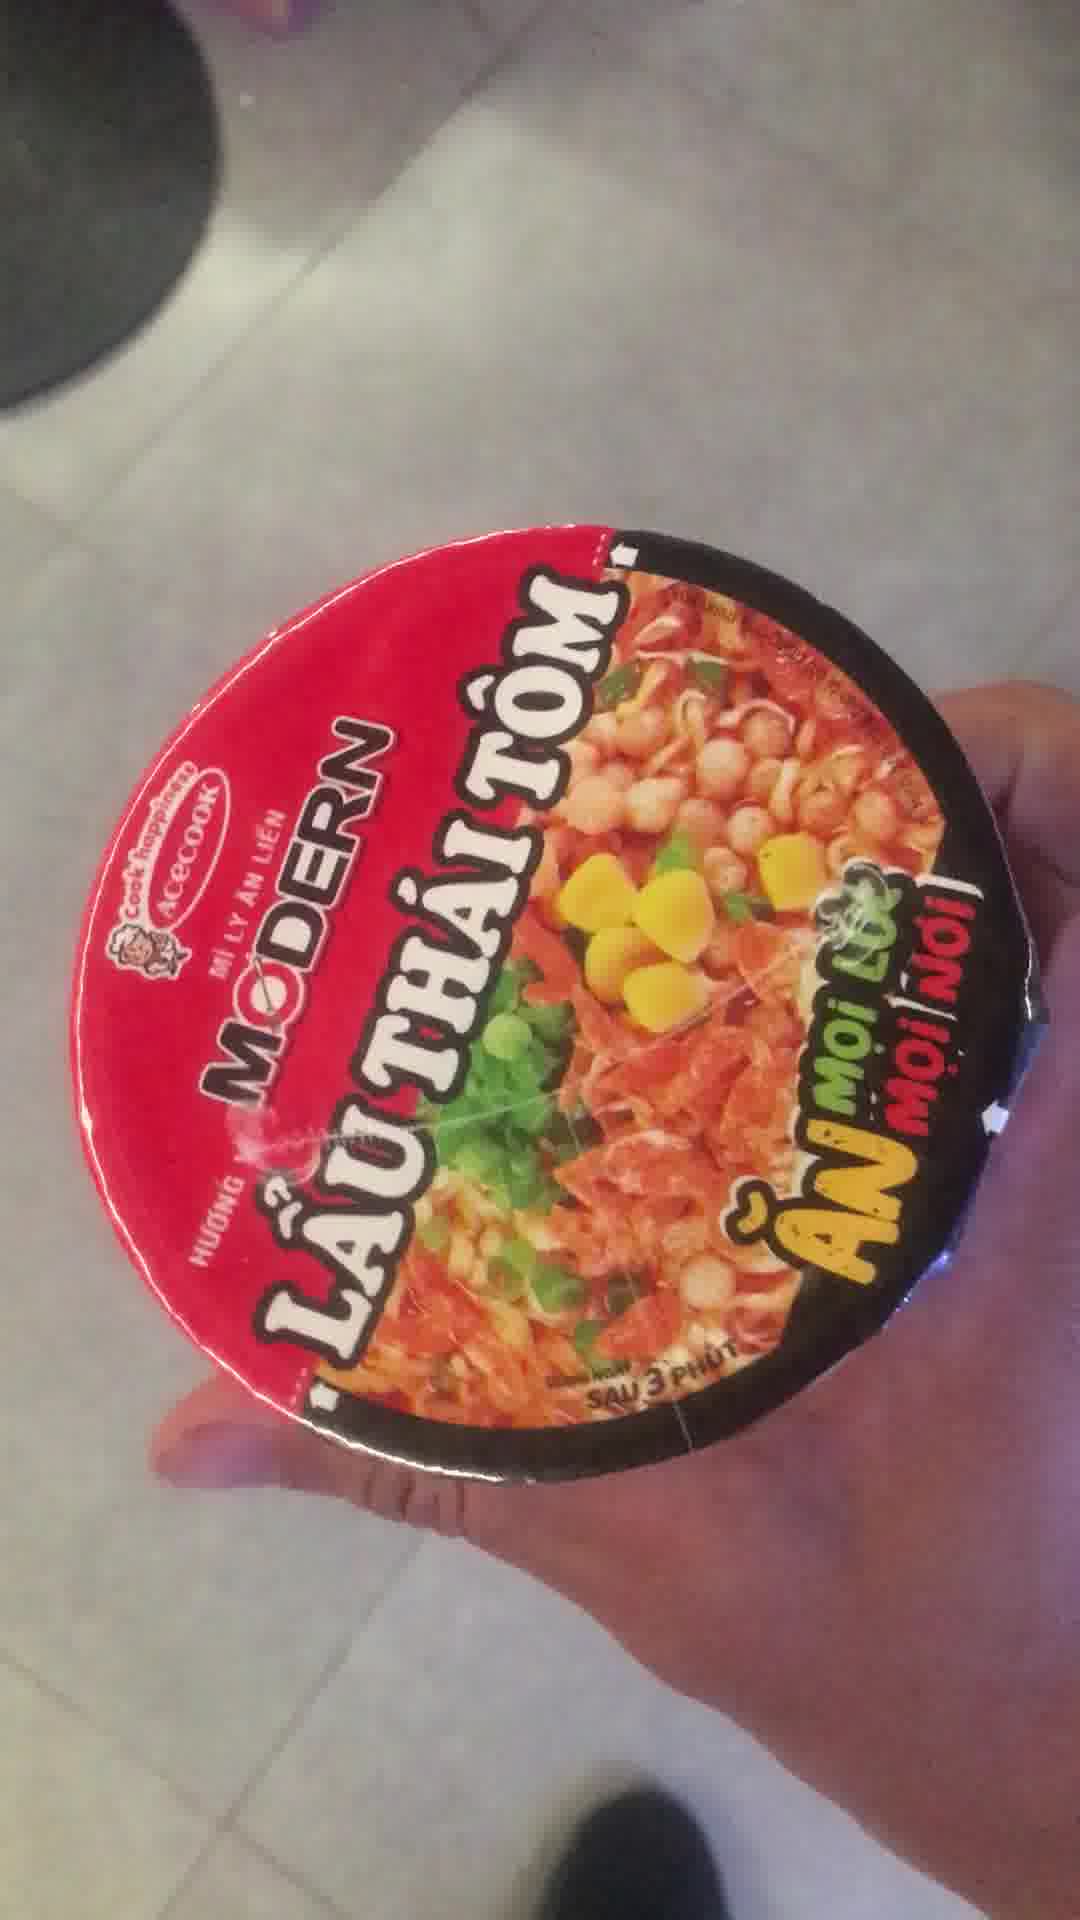 Cook happiness
Acecook
MÌ LY ĂN LIỀN
MODERN
HƯƠNG
LẨU THÁI TÔM
ĂN MỌI LÚC
MỌI NƠI
SAU 3 PHÚT